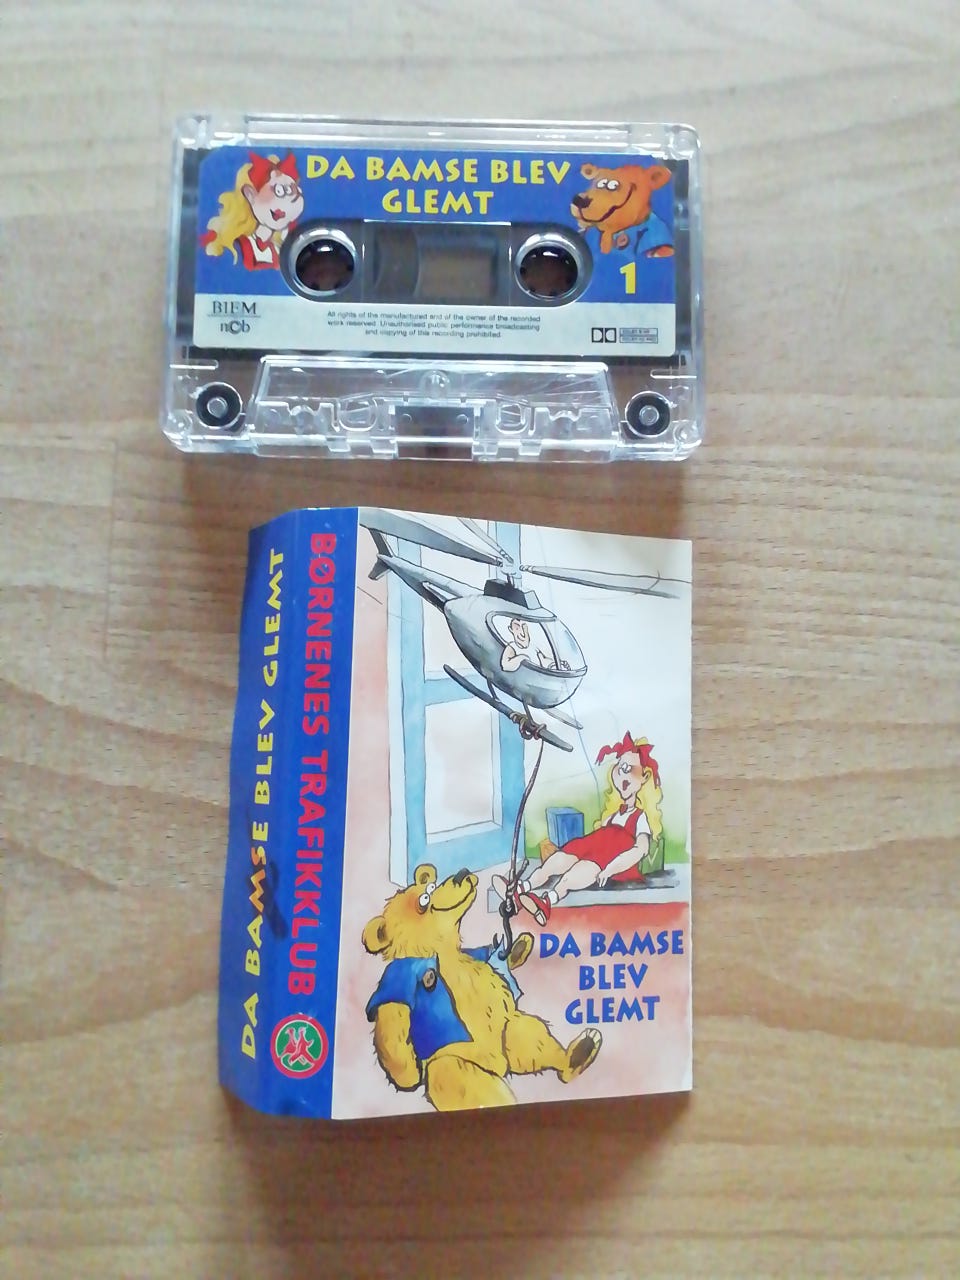 DA BAMSE BLEV
GLEMT
1
BIEM
ncb
All rights of the manufactured and of the owner of the recorded
work reserved. Unauthorised public performance broadcasting
and copying of this recording prohibited.
DA BAMSE BLEV GLEMT
BØRNENES TRAFIKKLUB
DA BAMSE
BLEV
GLEMT